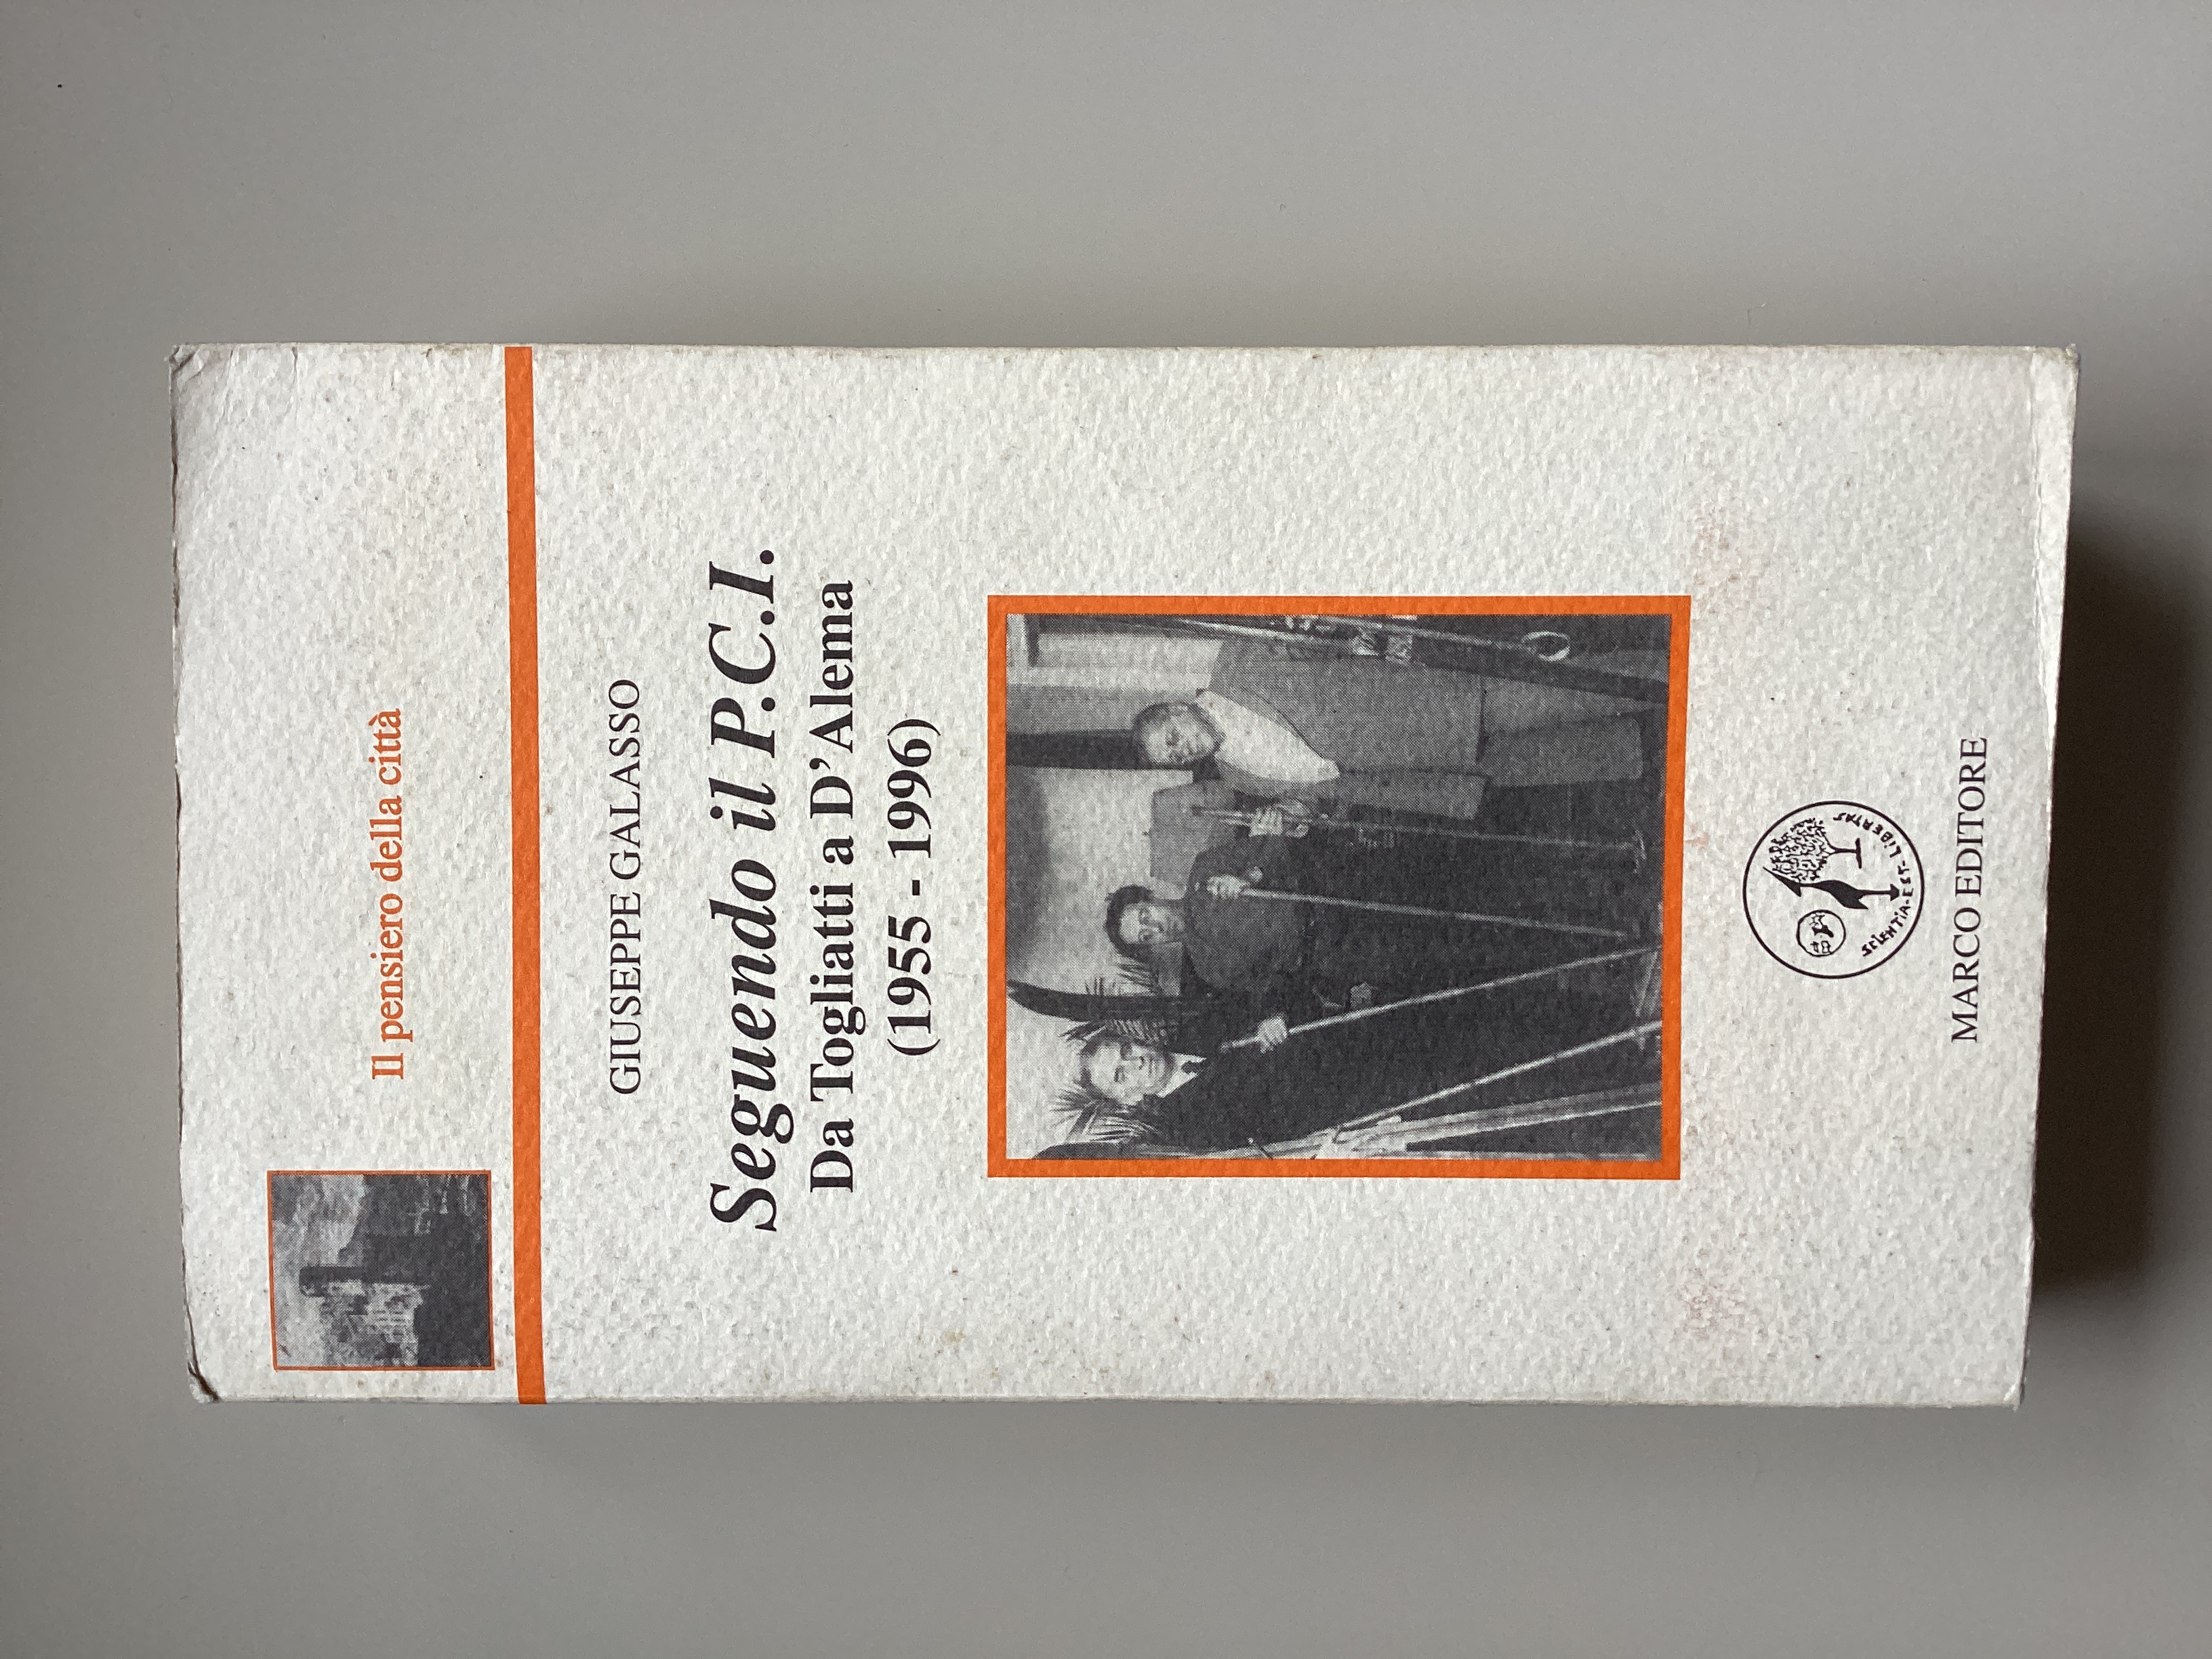 Il pensiero della città
GIUSEPPE GALASSO
Seguendo il P.C.I.
Da Togliatti a D'Alema
(1955 - 1996)
SCIENTIA-EST-LIBERTAS
MARCO EDITORE